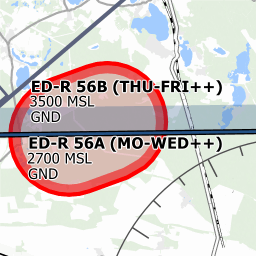 ED-R 56B (THU-FRI++)
3500 MSL
GND
ED-R 56A (MO-WED++)
2700 MSL
GND